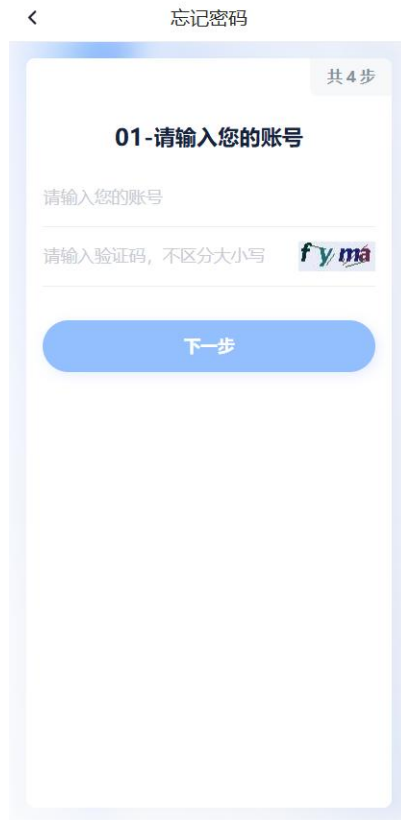 忘记密码
共4步
01-请输入您的账号
请输入您的账号
请输入验证码，不区分大小写
fyma
下一步